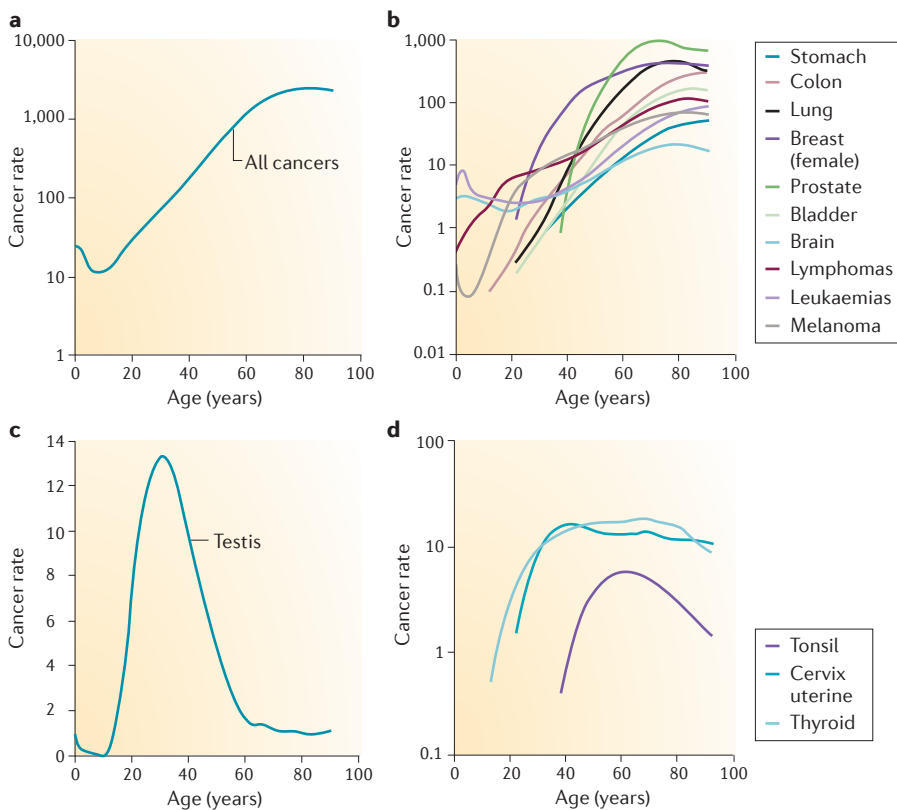 a
10,000
1,000
100
10
1
Cancer rate
All cancers
0 20 40 60 80 100
Age (years)
b
1,000
100
10
1
0.1
0.01
Cancer rate
0 20 40 60 80 100
Age (years)
Stomach
Colon
Lung
Breast
(female)
Prostate
Bladder
Brain
Lymphomas
Leukaemias
Melanoma
c
14
12
10
8
6
4
2
0
Cancer rate
Testis
0 20 40 60 80 100
Age (years)
d
100
10
1
0.1
Cancer rate
0 20 40 60 80 100
Age (years)
Tonsil
Cervix
uterine
Thyroid